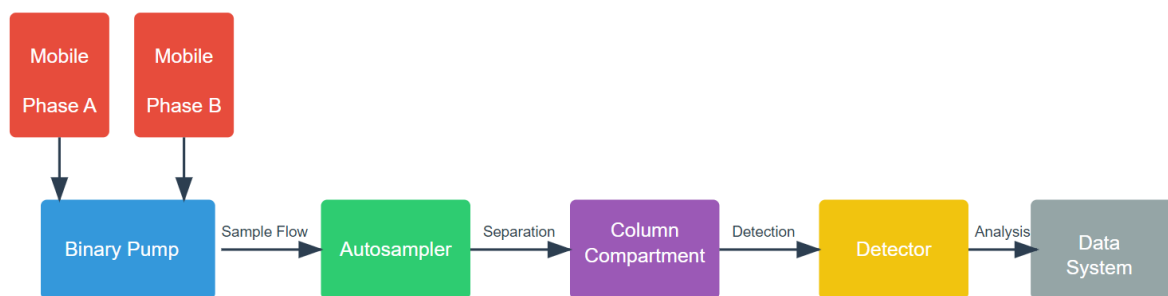 Mobile
Phase A
Mobile
Phase B
Binary Pump
Sample Flow
Autosampler
Separation
Column
Compartment
Detection
Detector
Analysis
Data
System